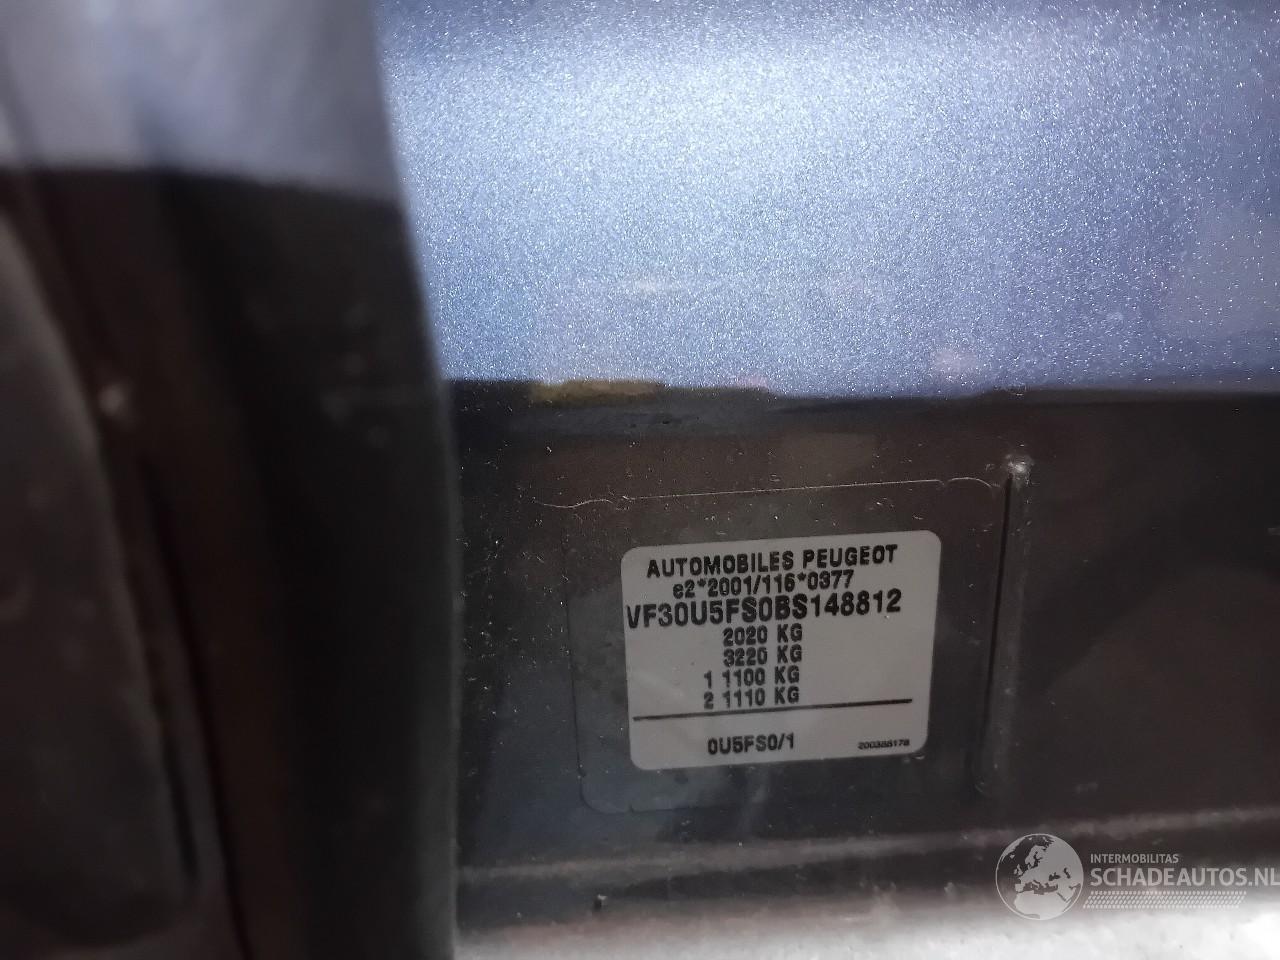 AUTOMOBILES PEUGEOT
e2*2001/116*0377
VF30U5FS0BS148812
2020 KG
3220 KG
1 1100 KG
2 1110 KG
0U5FS0/1
200388178
INTERMOBILITAS
SCHADEAUTOS.NL